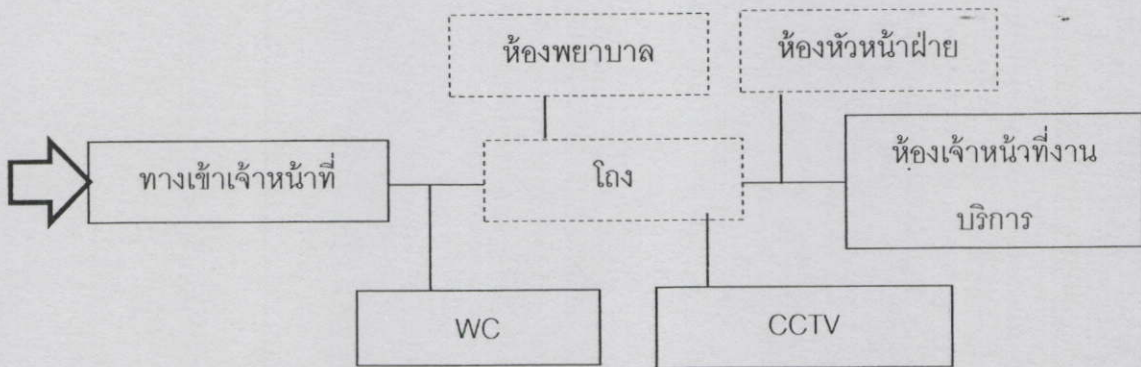 ห้องพยาบาล
ห้องหัวหน้าฝ่าย
ทางเข้าเจ้าหน้าที่
โถง
ห้องเจ้าหน้วที่งาน
บริการ
WC
CCTV